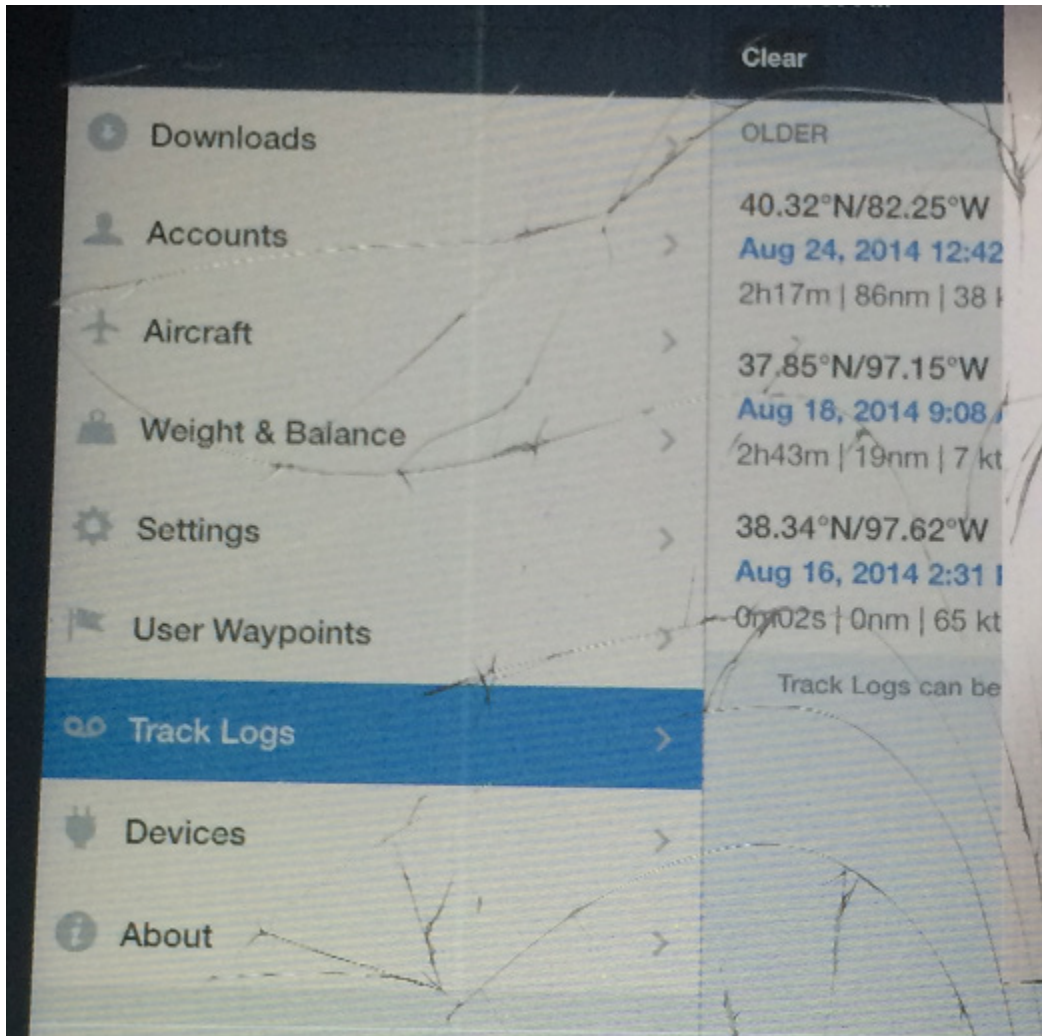 Clear
Downloads
Accounts
Aircraft
Weight & Balance
Settings
User Waypoints
Track Logs
Devices
About
OLDER
40.32°N/82.25°W
Aug 24, 2014 12:42
2h17m | 86nm | 38
37.85°N/97.15°W
Aug 18, 2014 9:08
2h43m | 19nm | 7 kt
38.34°N/97.62°W
Aug 16, 2014 2:31
0m02s | 0nm | 65 kt
Track Logs can be